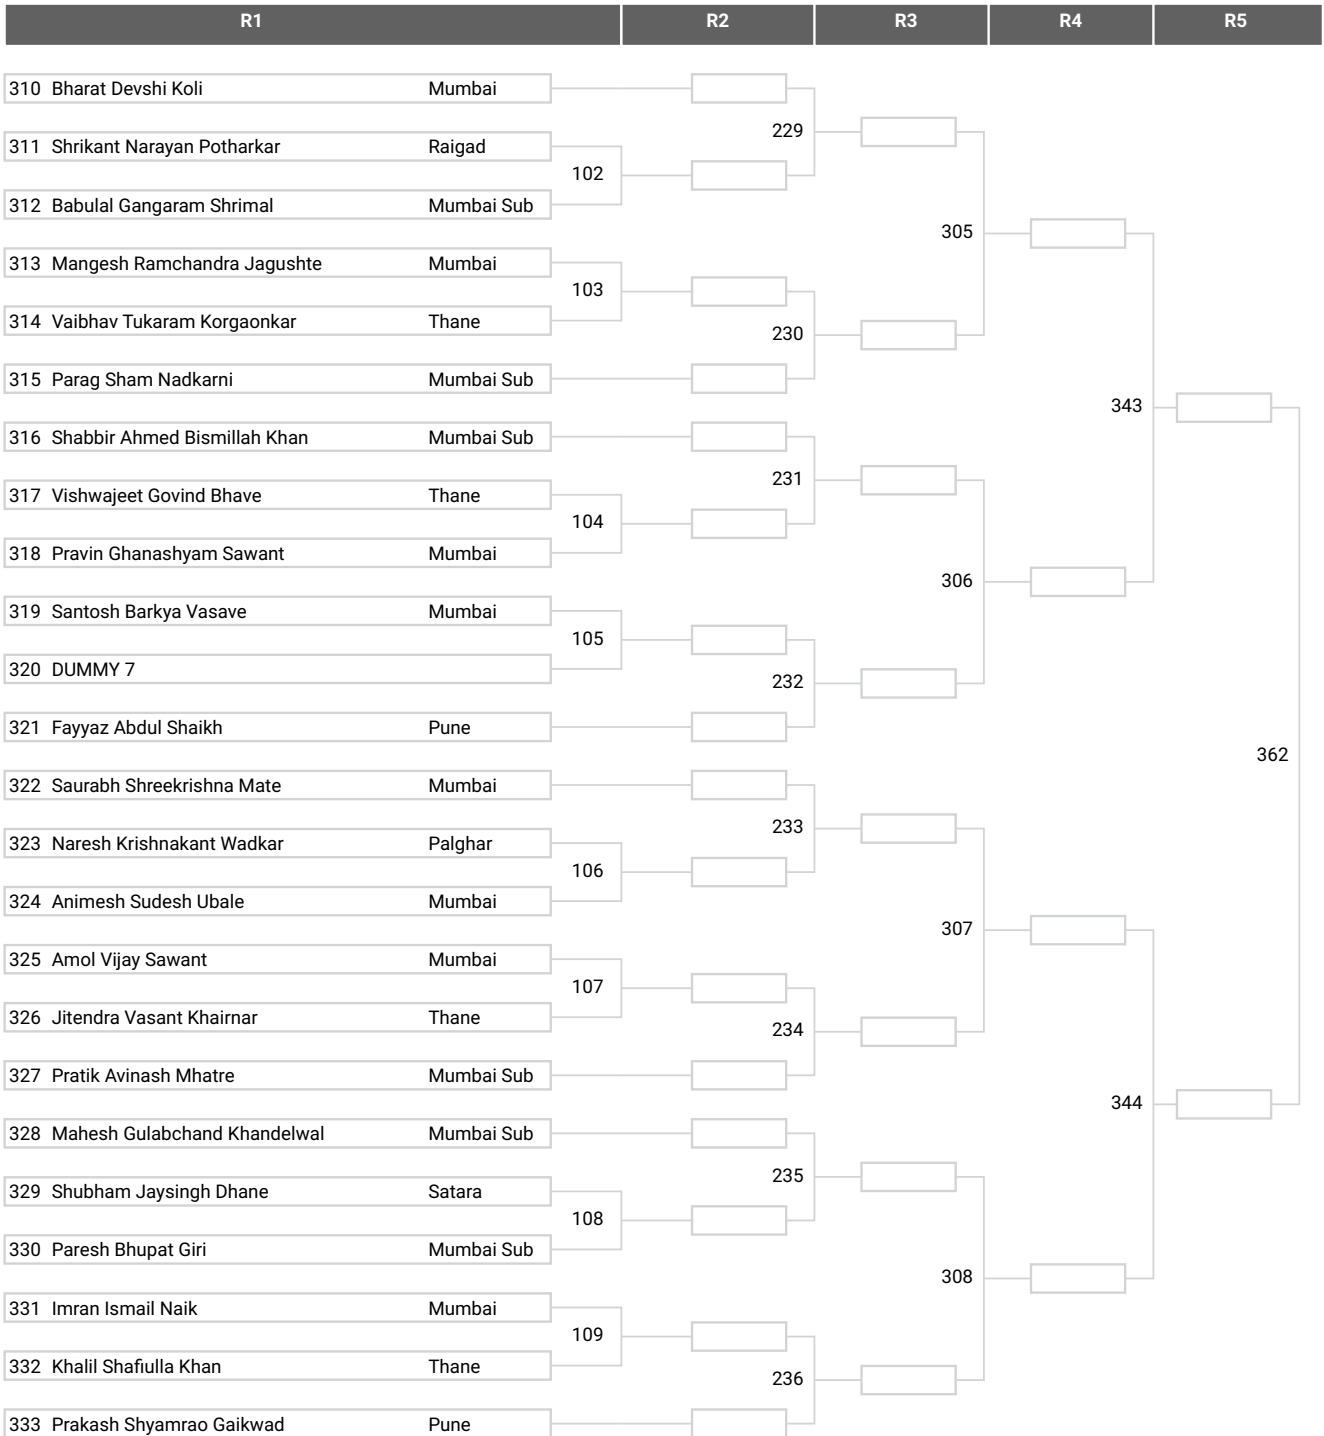 R1 R2 R3 R4 R5
310 Bharat Devshi Koli Mumbai
229
311 Shrikant Narayan Potharkar Raigad
102
312 Babulal Gangaram Shrimal Mumbai Sub
305
313 Mangesh Ramchandra Jagushte Mumbai
103
314 Vaibhav Tukaram Korgaonkar Thane
230
315 Parag Sham Nadkarni Mumbai Sub
343
316 Shabbir Ahmed Bismillah Khan Mumbai Sub
231
317 Vishwajeet Govind Bhave Thane
104
318 Pravin Ghanashyam Sawant Mumbai
306
319 Santosh Barkya Vasave Mumbai
105
320 DUMMY 7
232
321 Fayyaz Abdul Shaikh Pune
362
322 Saurabh Shreekrishna Mate Mumbai
233
323 Naresh Krishnakant Wadkar Palghar
106
324 Animesh Sudesh Ubale Mumbai
307
325 Amol Vijay Sawant Mumbai
107
326 Jitendra Vasant Khairnar Thane
234
327 Pratik Avinash Mhatre Mumbai Sub
344
328 Mahesh Gulabchand Khandelwal Mumbai Sub
235
329 Shubham Jaysingh Dhane Satara
108
330 Paresh Bhupat Giri Mumbai Sub
308
331 Imran Ismail Naik Mumbai
109
332 Khalil Shafiulla Khan Thane
236
333 Prakash Shyamrao Gaikwad Pune